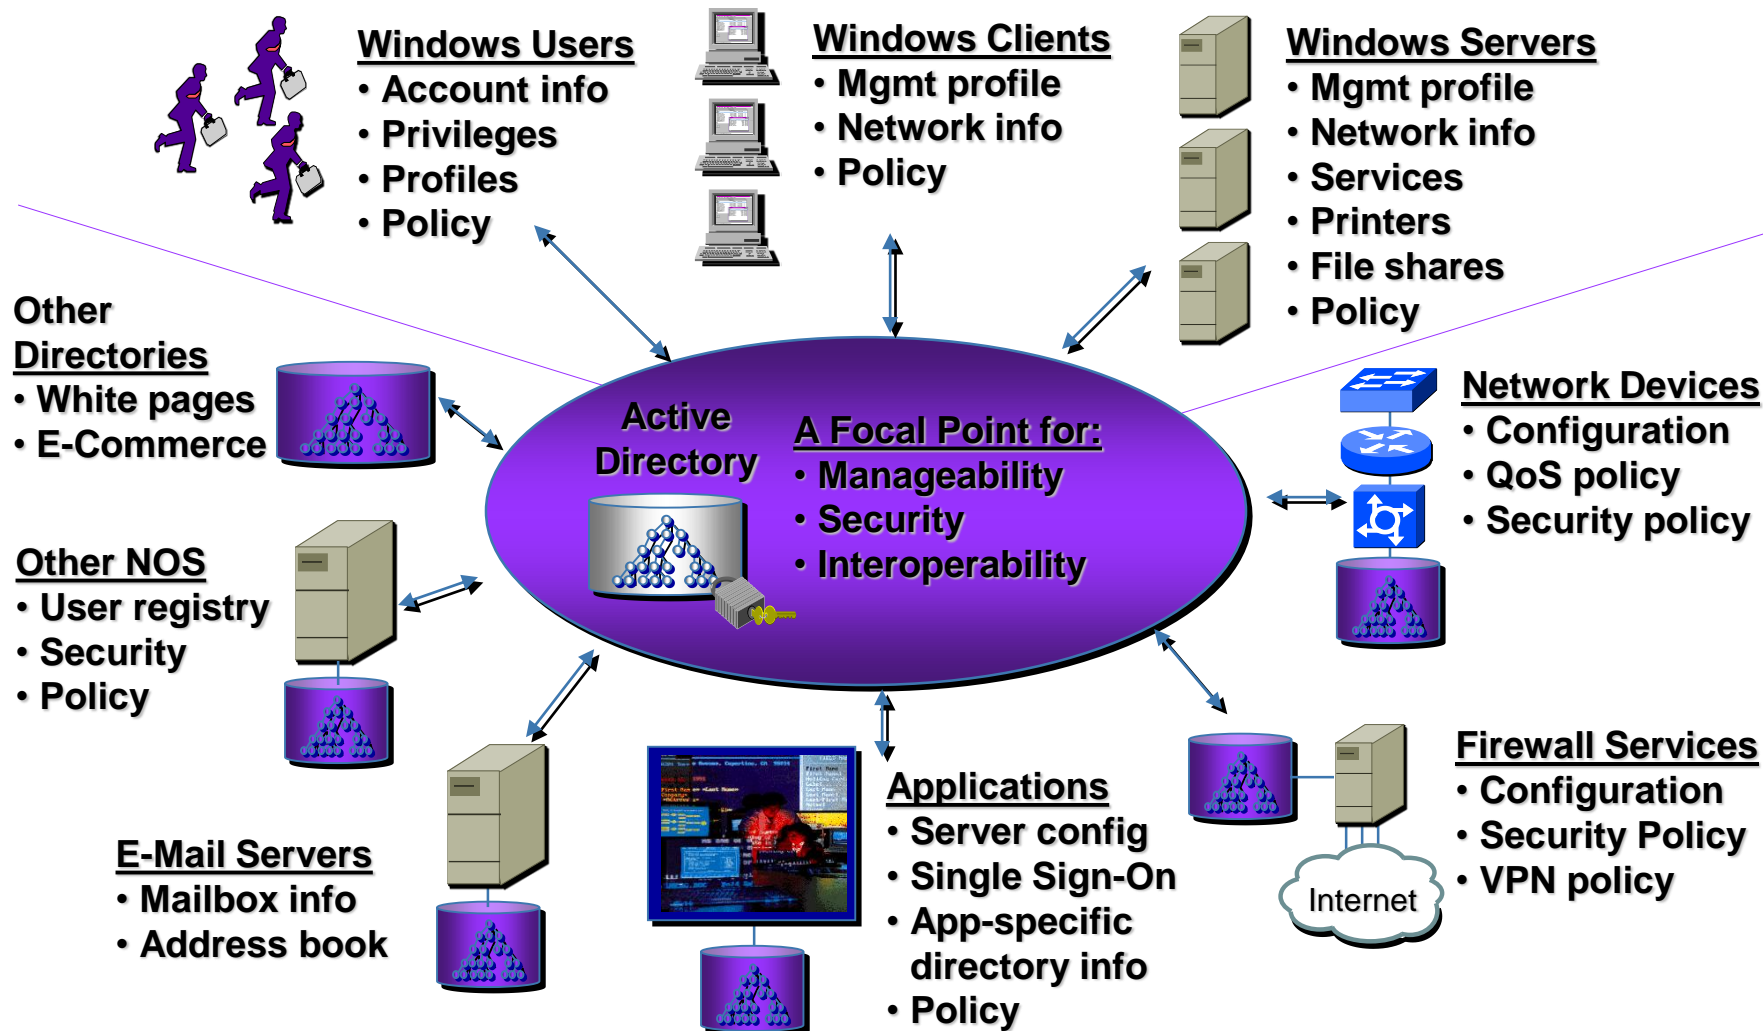 Windows Users
• Account info
• Privileges
• Profiles
• Policy
Windows Clients
• Mgmt profile
• Network info
• Policy
Windows Servers
• Mgmt profile
• Network info
• Services
• Printers
• File shares
• Policy
Other
Directories
• White pages
• E-Commerce
Active
Directory
A Focal Point for:
• Manageability
• Security
• Interoperability
Network Devices
• Configuration
• QoS policy
• Security policy
Other NOS
• User registry
• Security
• Policy
E-Mail Servers
• Mailbox info
• Address book
Applications
• Server config
• Single Sign-On
• App-specific
directory info
• Policy
Firewall Services
• Configuration
• Security Policy
• VPN policy
Internet